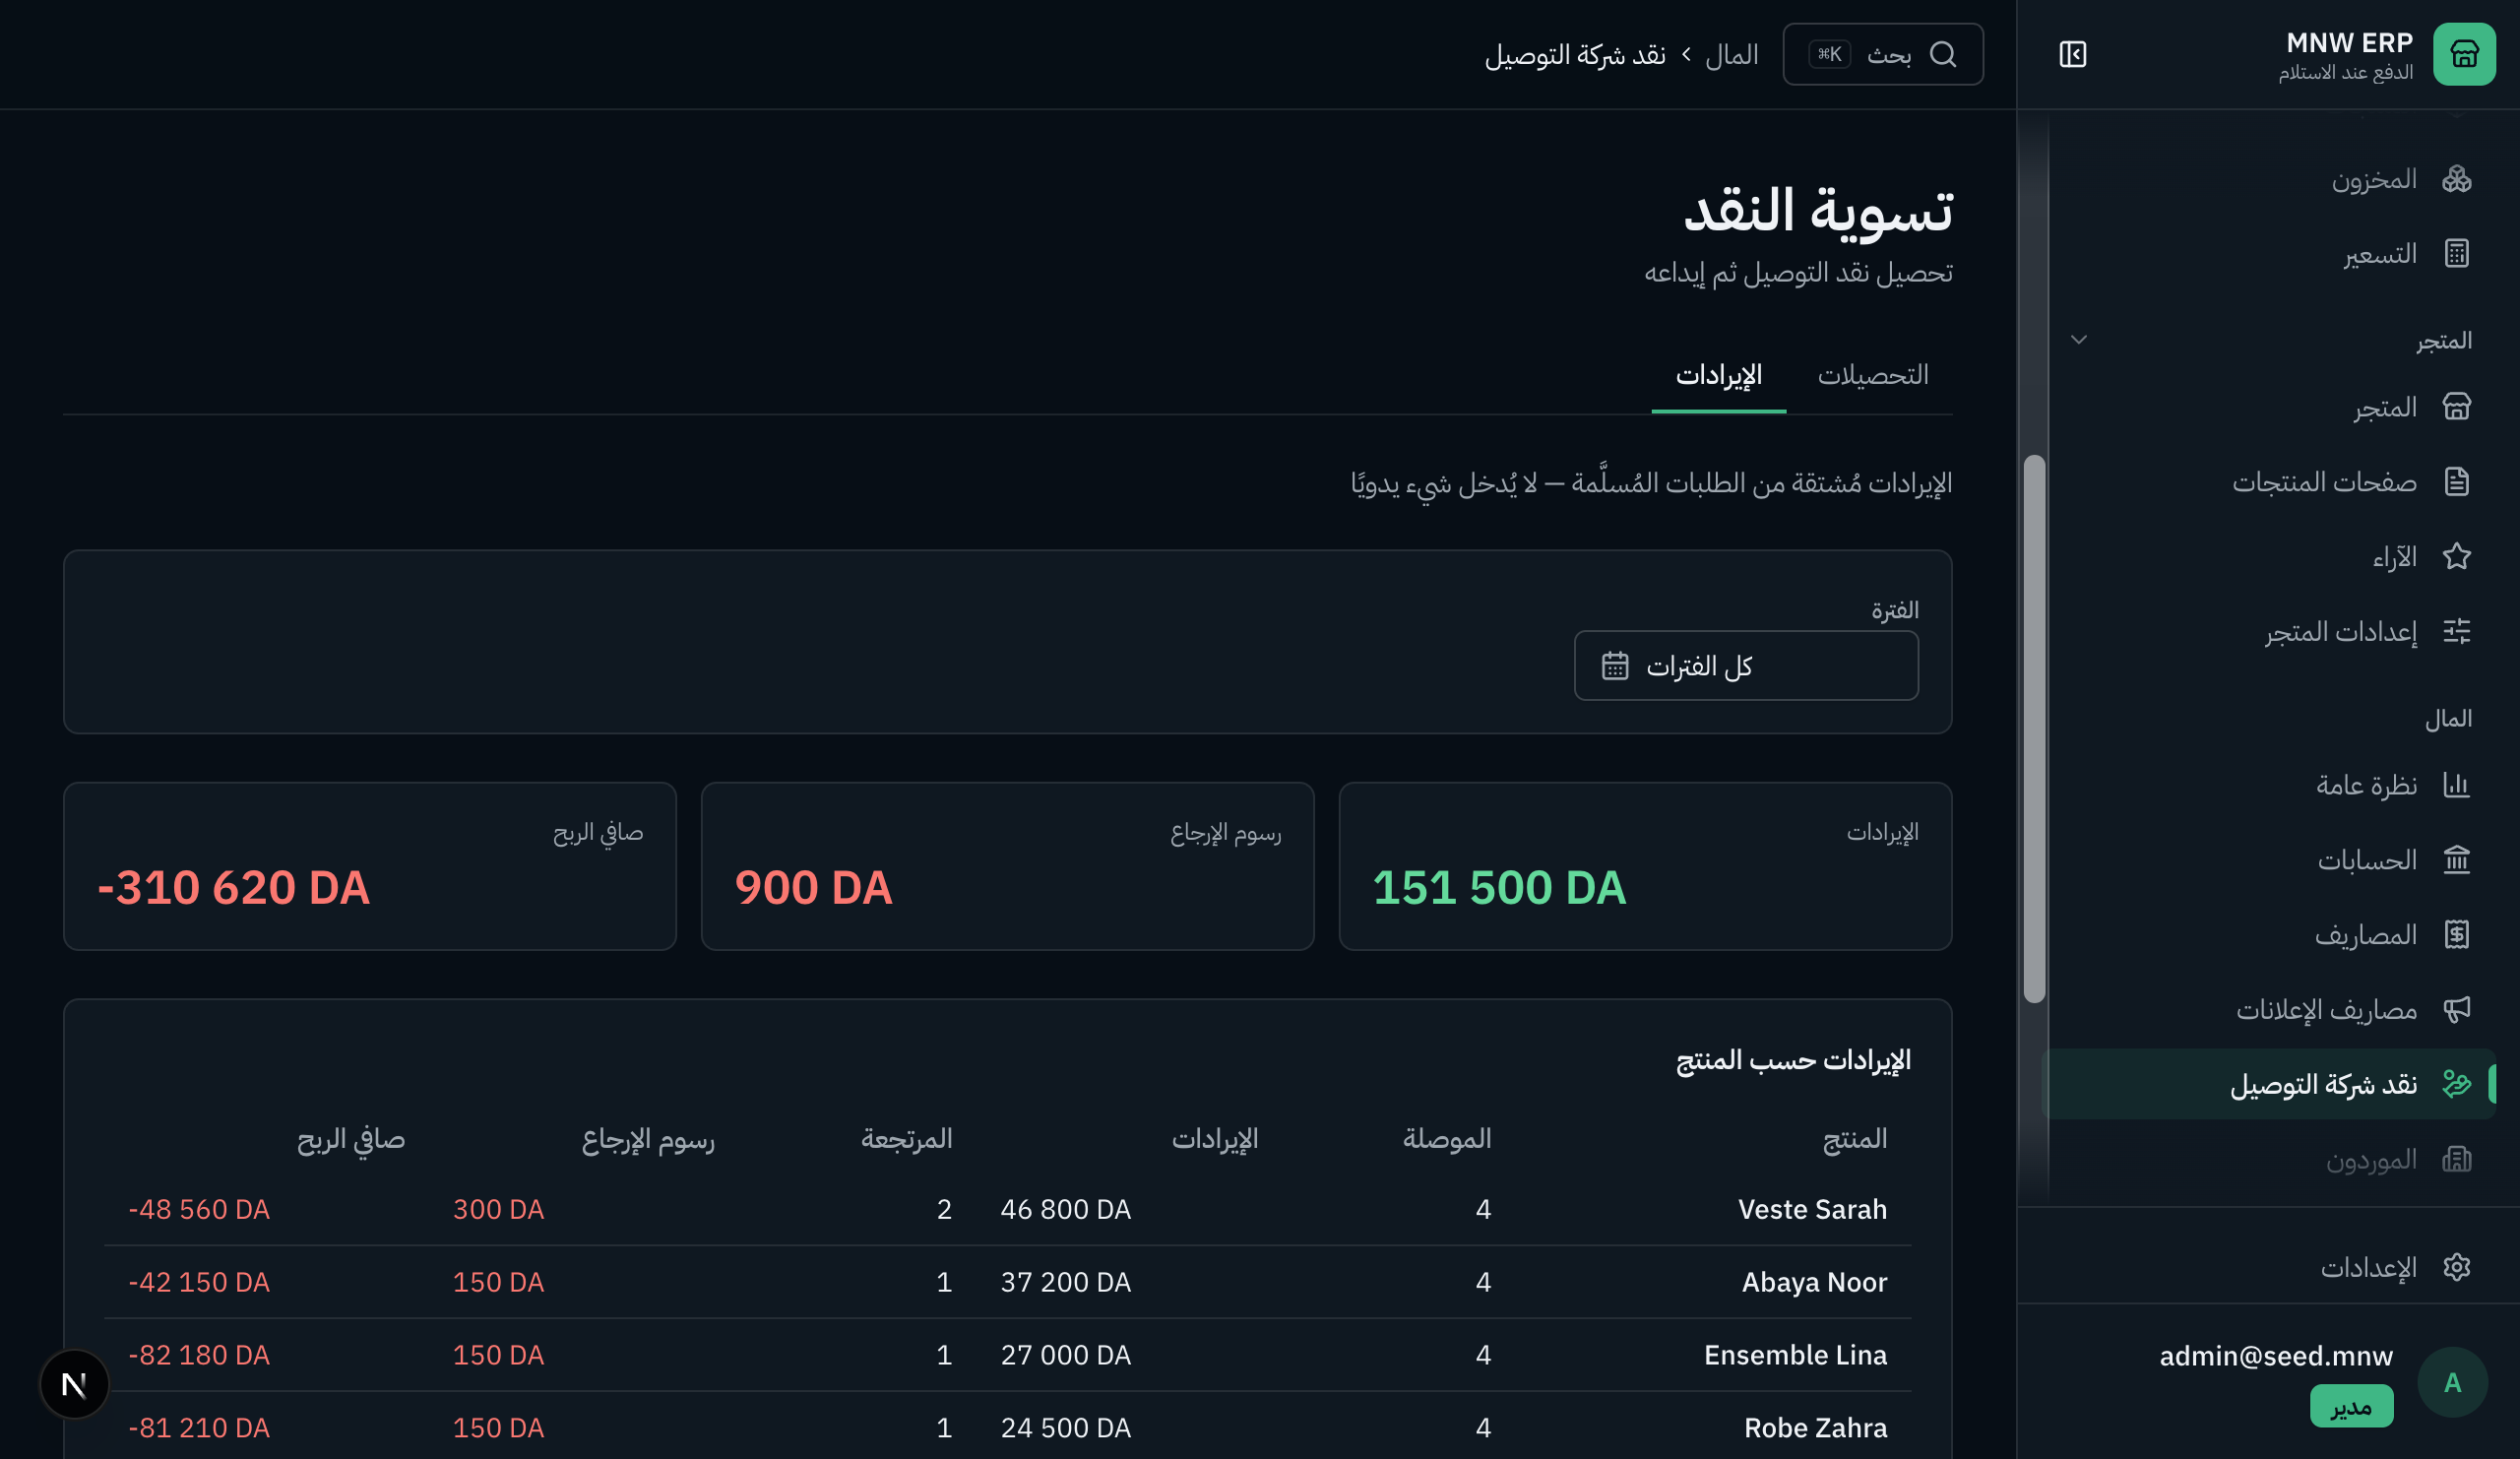 MNW ERP
الدفع عند الاستلام
المخزون
التسعير
المتجر
المتجر
صفحات المنتجات
الآراء
إعدادات المتجر
المال
نظرة عامة
الحسابات
المصاريف
مصاريف الإعلانات
نقد شركة التوصيل
الموردون
الإعدادات
admin@seed.mnw
مدير
A
بحث ⌘K
المال › نقد شركة التوصيل
تسوية النقد
تحصيل نقد التوصيل ثم إيداعه
التحصيلات الإيرادات
الإيرادات مُشتقة من الطلبات المُسلَّمة — لا يُدخل شيء يدويًا
الفترة
كل الفترات
الإيرادات
151 500 DA
رسوم الإرجاع
900 DA
صافي الربح
-310 620 DA
الإيرادات حسب المنتج
المنتج الموصلة الإيرادات المرتجعة رسوم الإرجاع صافي الربح
Veste Sarah 4 46 800 DA 2 300 DA -48 560 DA
Abaya Noor 4 37 200 DA 1 150 DA -42 150 DA
Ensemble Lina 4 27 000 DA 1 150 DA -82 180 DA
Robe Zahra 4 24 500 DA 1 150 DA -81 210 DA
N